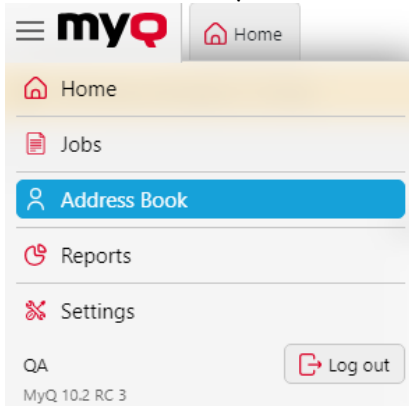 myQ Home
Home
Jobs
Address Book
Reports
Settings
QA Log out
MyQ 10.2 RC 3